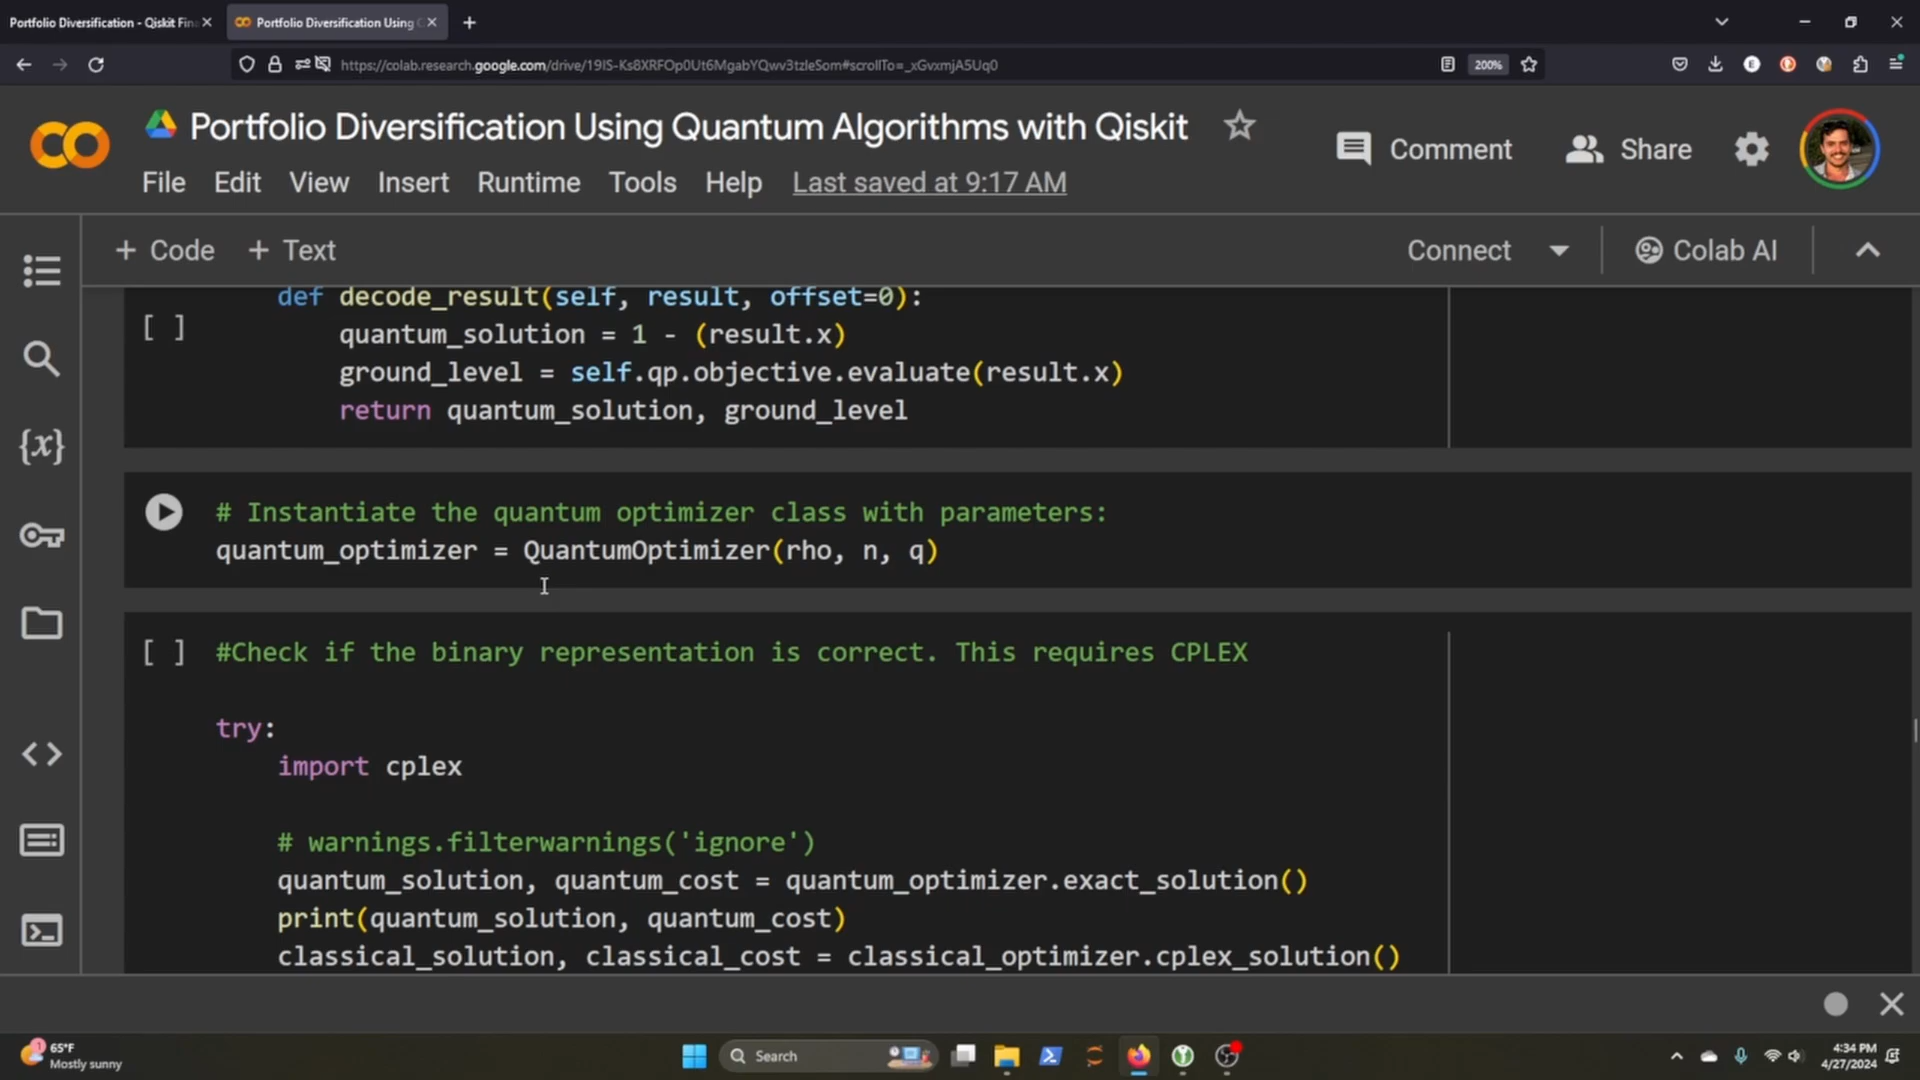 Portfolio Diversification - Qiskit Fin
Portfolio Diversification Using
https://colab.research.google.com/drive/19IS-Ks8XRFOp0Ut6MgabYQwv3tzleSom#scrollTo=_xGvxmjA5Uq0
200%
Portfolio Diversification Using Quantum Algorithms with Qiskit
Comment
Share
File Edit View Insert Runtime Tools Help Last saved at 9:17 AM
+ Code + Text
Connect
Colab AI
def decode_result(self, result, offset=0):
[ ]
quantum_solution = 1 - (result.x)
ground_level = self.qp.objective.evaluate(result.x)
return quantum_solution, ground_level
# Instantiate the quantum optimizer class with parameters:
quantum_optimizer = QuantumOptimizer(rho, n, q)
[ ] #Check if the binary representation is correct. This requires CPLEX
try:
import cplex
# warnings.filterwarnings('ignore')
quantum_solution, quantum_cost = quantum_optimizer.exact_solution()
print(quantum_solution, quantum_cost)
classical_solution, classical_cost = classical_optimizer.cplex_solution()
65°F
Mostly sunny
Search
4:34 PM
4/27/2024